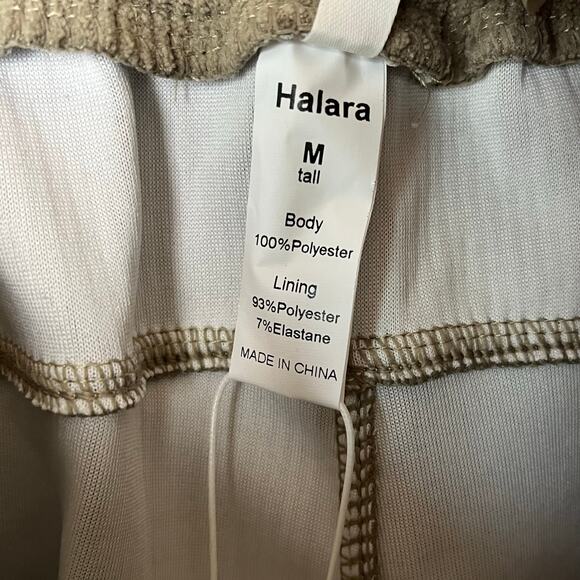 Halara
M
tall
Body
100%Polyester
Lining
93%Polyester
7%Elastane
MADE IN CHINA